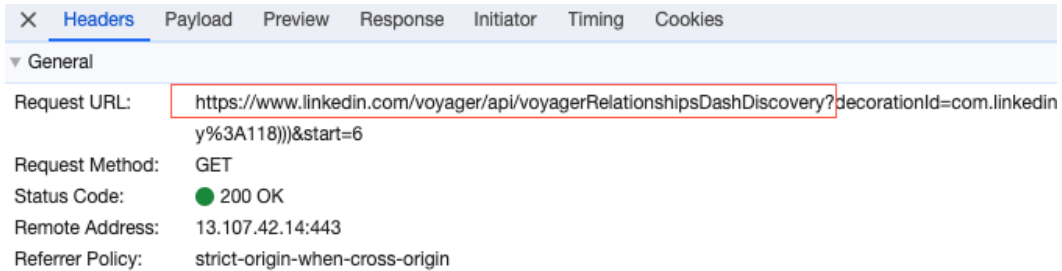 Headers Payload Preview Response Initiator Timing Cookies
General
Request URL: https://www.linkedin.com/voyager/api/voyagerRelationshipsDashDiscovery?decorationId=com.linkedin
y%3A118)))&start=6
Request Method: GET
Status Code: 200 OK
Remote Address: 13.107.42.14:443
Referrer Policy: strict-origin-when-cross-origin